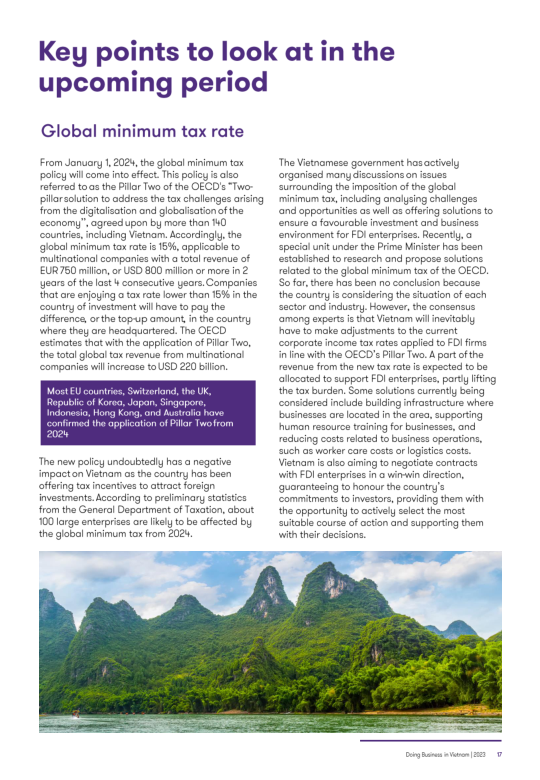 Key points to look at in the
upcoming period
Global minimum tax rate
From January 1, 2024, the global minimum tax
policy will come into effect. This policy is also
referred to as the Pillar Two of the OECD's "Two-
pillar solution to address the tax challenges arising
from the digitalisation and globalisation of the
economy'', agreed upon by more than 140
countries, including Vietnam. Accordingly, the
global minimum tax rate is 15%, applicable to
multinational companies with a total revenue of
EUR 750 million, or USD 800 million or more in 2
years of the last 4 consecutive years. Companies
that are enjoying a tax rate lower than 15% in the
country of investment will have to pay the
difference, or the top-up amount, in the country
where they are headquartered. The OECD
estimates that with the application of Pillar Two,
the total global tax revenue from multinational
companies will increase to USD 220 billion.
Most EU countries, Switzerland, the UK,
Republic of Korea, Japan, Singapore,
Indonesia, Hong Kong, and Australia have
confirmed the application of Pillar Two from
2024
The new policy undoubtedly has a negative
impact on Vietnam as the country has been
offering tax incentives to attract foreign
investments. According to preliminary statistics
from the General Department of Taxation, about
100 large enterprises are likely to be affected by
the global minimum tax from 2024.
The Vietnamese government has actively
organised many discussions on issues
surrounding the imposition of the global
minimum tax, including analysing challenges
and opportunities as well as offering solutions to
ensure a favourable investment and business
environment for FDI enterprises. Recently, a
special unit under the Prime Minister has been
established to research and propose solutions
related to the global minimum tax of the OECD.
So far, there has been no conclusion because
the country is considering the situation of each
sector and industry. However, the consensus
among experts is that Vietnam will inevitably
have to make adjustments to the current
corporate income tax rates applied to FDI firms
in line with the OECD's Pillar Two. A part of the
revenue from the new tax rate is expected to be
allocated to support FDI enterprises, partly lifting
the tax burden. Some solutions currently being
considered include building infrastructure where
businesses are located in the area, supporting
human resource training for businesses, and
reducing costs related to business operations,
such as worker care costs or logistics costs.
Vietnam is also aiming to negotiate contracts
with FDI enterprises in a win-win direction,
guaranteeing to honour the country's
commitments to investors, providing them with
the opportunity to actively select the most
suitable course of action and supporting them
with their decisions.
Doing Business in Vietnam | 2023 17